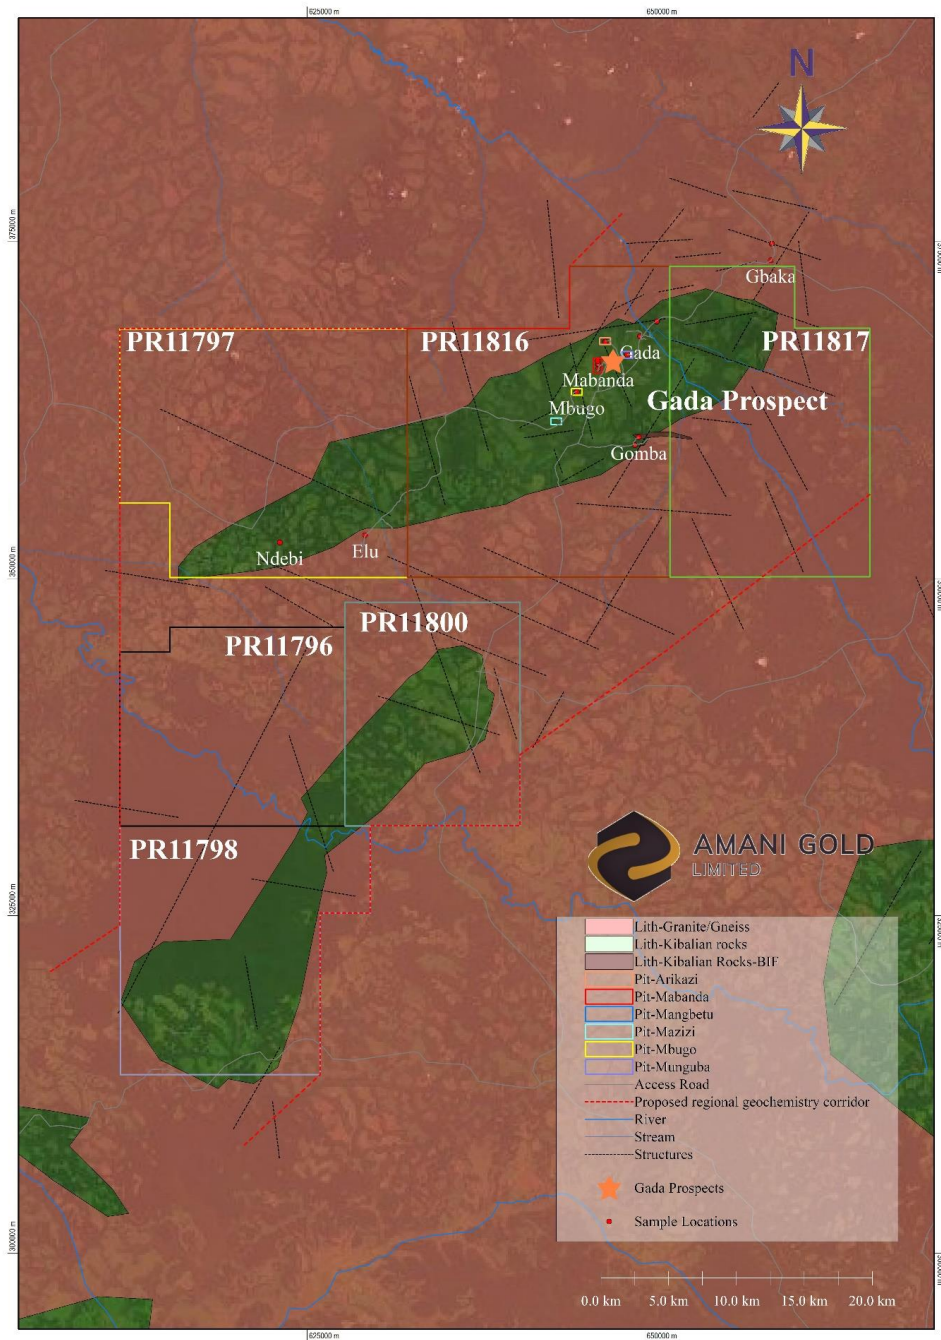 625000 m
650000 m
N
375000 m
Gbaka
PR11797
PR11816
PR11817
Gada
Mabanda
Gada Prospect
Mbugo
Gomba
Ndebi
Elu
350000 m
PR11800
PR11796
PR11798
AMANI GOLD
LIMITED
325000 m
Lith-Granite/Gneiss
Lith-Kibalian rocks
Lith-Kibalian Rocks-BIF
Pit-Arikazi
Pit-Mabanda
Pit-Mangbetu
Pit-Mazizi
Pit-Mbugo
Pit-Munguba
Access Road
Proposed regional geochemistry corridor
River
Stream
Structures
Gada Prospects
Sample Locations
300000 m
0.0 km 5.0 km 10.0 km 15.0 km 20.0 km
625000 m
650000 m